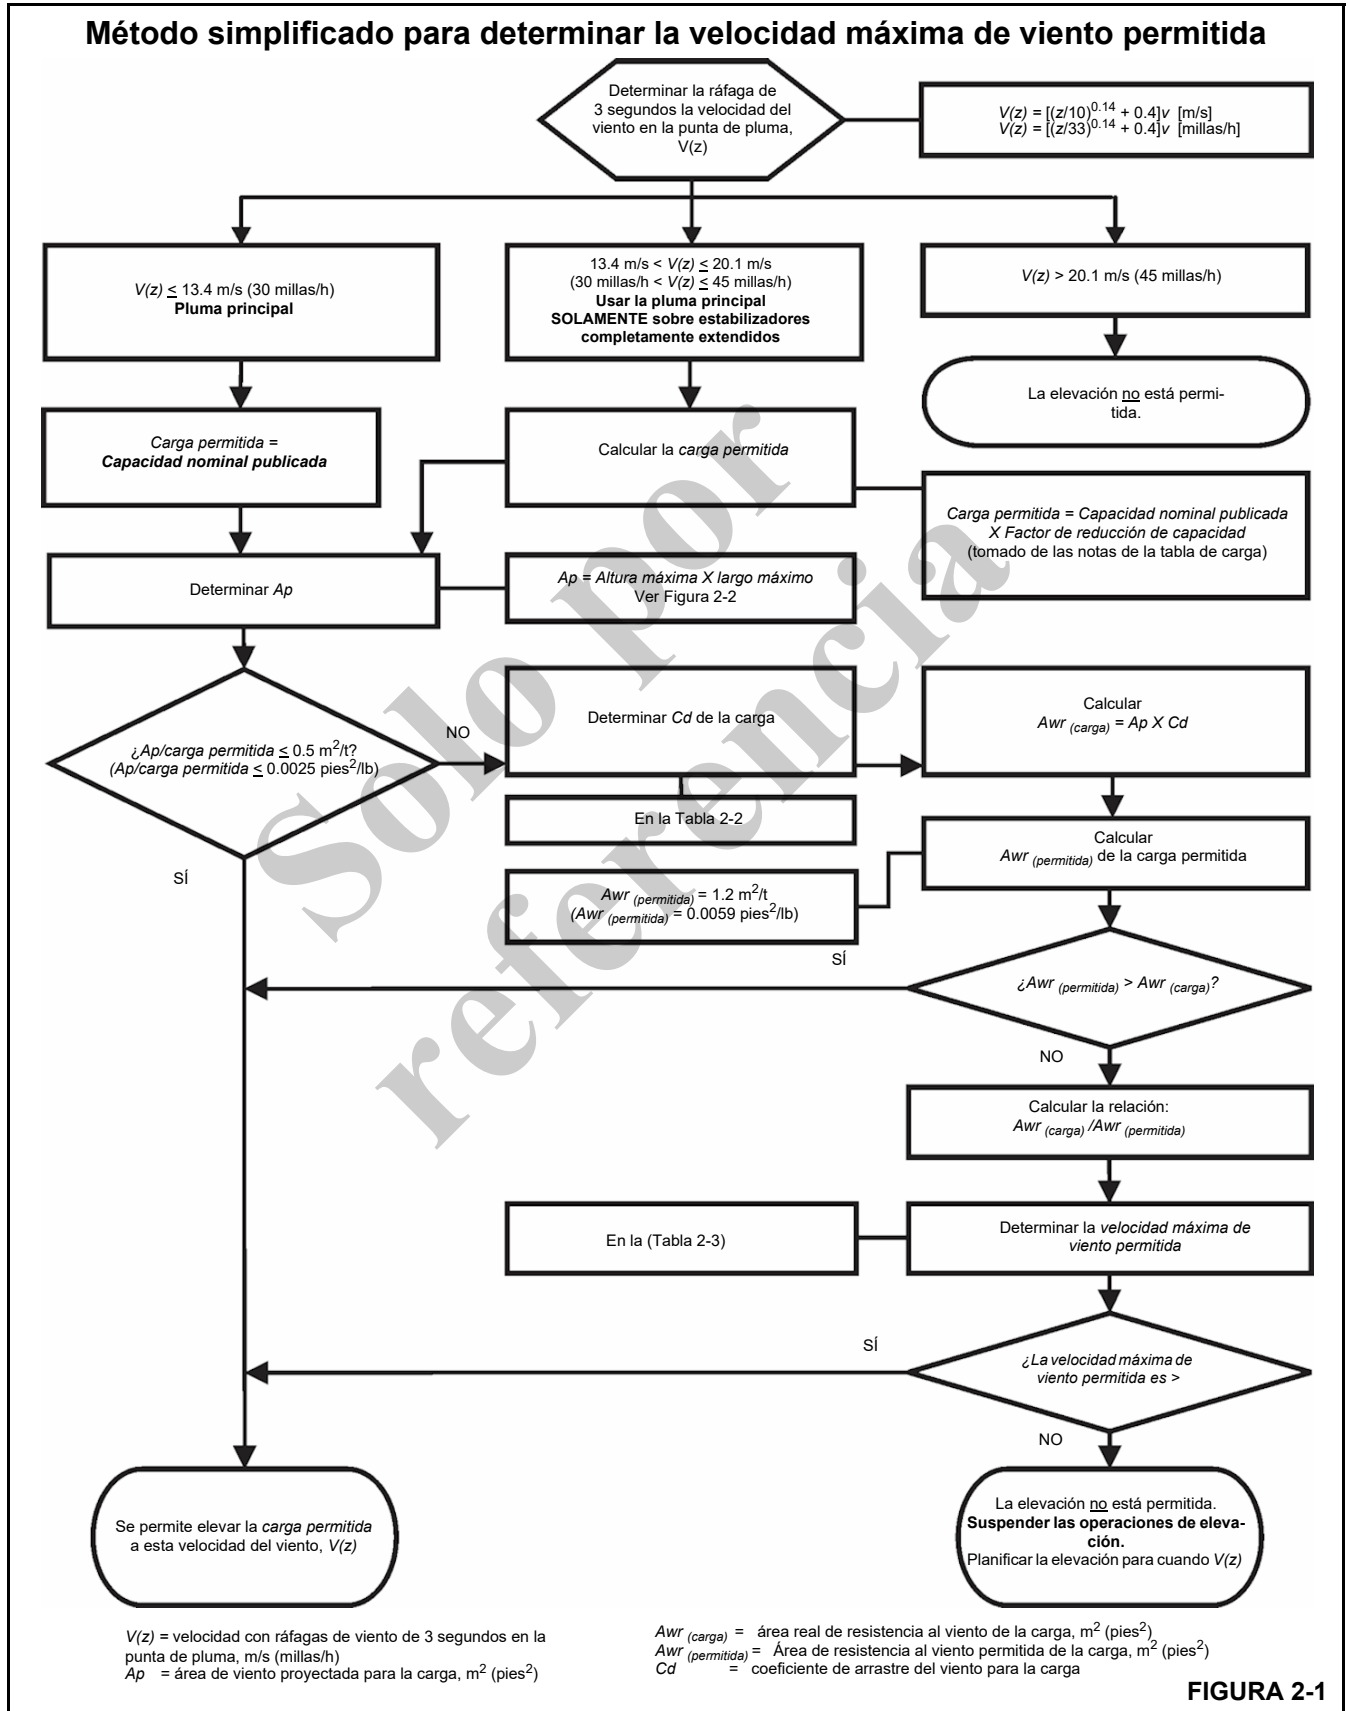 Método simplificado para determinar la velocidad máxima de viento permitida
Determinar la ráfaga de
3 segundos la velocidad del
viento en la punta de pluma,
V(z)
V(z) = [(z/10)^0.14 + 0.4]v [m/s]
V(z) = [(z/33)^0.14 + 0.4]v [millas/h]
V(z) ≤ 13.4 m/s (30 millas/h)
Pluma principal
13.4 m/s < V(z) ≤ 20.1 m/s
(30 millas/h < V(z) ≤ 45 millas/h)
Usar la pluma principal
SOLAMENTE sobre estabilizadores
completamente extendidos
V(z) > 20.1 m/s (45 millas/h)
La elevación no está permi-
tida.
Carga permitida =
Capacidad nominal publicada
Calcular la carga permitida
Carga permitida = Capacidad nominal publicada
X Factor de reducción de capacidad
(tomado de las notas de la tabla de carga)
Determinar Ap
Ap = Altura máxima X largo máximo
Ver Figura 2-2
¿Ap/carga permitida ≤ 0.5 m²/t?
(Ap/carga permitida ≤ 0.0025 pies²/lb)
NO
SÍ
Determinar Cd de la carga
En la Tabla 2-2
Calcular
Awr (carga) = Ap X Cd
Calcular
Awr (permitida) de la carga permitida
Awr (permitida) = 1.2 m²/t
(Awr (permitida) = 0.0059 pies²/lb)
SÍ
¿Awr (permitida) > Awr (carga)?
NO
Calcular la relación:
Awr (carga) /Awr (permitida)
En la (Tabla 2-3)
Determinar la velocidad máxima de
viento permitida
SÍ
¿La velocidad máxima de
viento permitida es >
NO
Se permite elevar la carga permitida
a esta velocidad del viento, V(z)
La elevación no está permitida.
Suspender las operaciones de eleva-
ción.
Planificar la elevación para cuando V(z)
V(z) = velocidad con ráfagas de viento de 3 segundos en la
punta de pluma, m/s (millas/h)
Ap = área de viento proyectada para la carga, m² (pies²)
Awr (carga) = área real de resistencia al viento de la carga, m² (pies²)
Awr (permitida) = Área de resistencia al viento permitida de la carga, m² (pies²)
Cd = coeficiente de arrastre del viento para la carga
FIGURA 2-1
Solo por
referencia